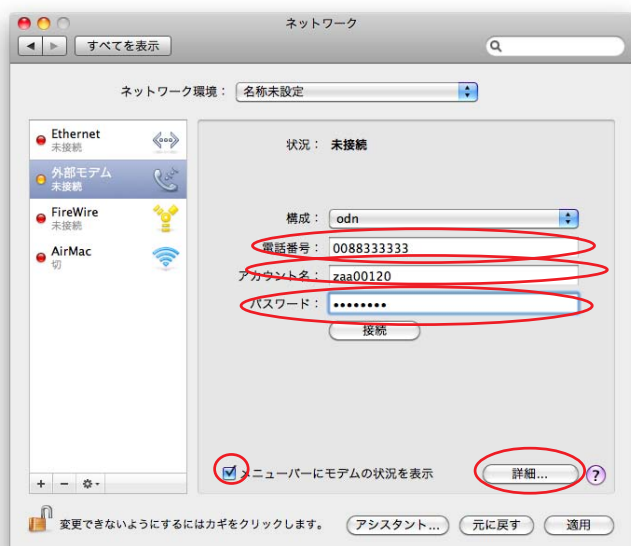 ネットワーク
すべてを表示
ネットワーク環境： 名称未設定
Ethernet
未接続
外部モデム
未接続
FireWire
未接続
AirMac
切
状況： 未接続
構成： odn
電話番号： 0088333333
アカウント名： zaa00120
パスワード： ••••••••
接続
メニューバーにモデムの状況を表示
詳細...
?
変更できないようにするにはカギをクリックします。
アシスタント...
元に戻す
適用